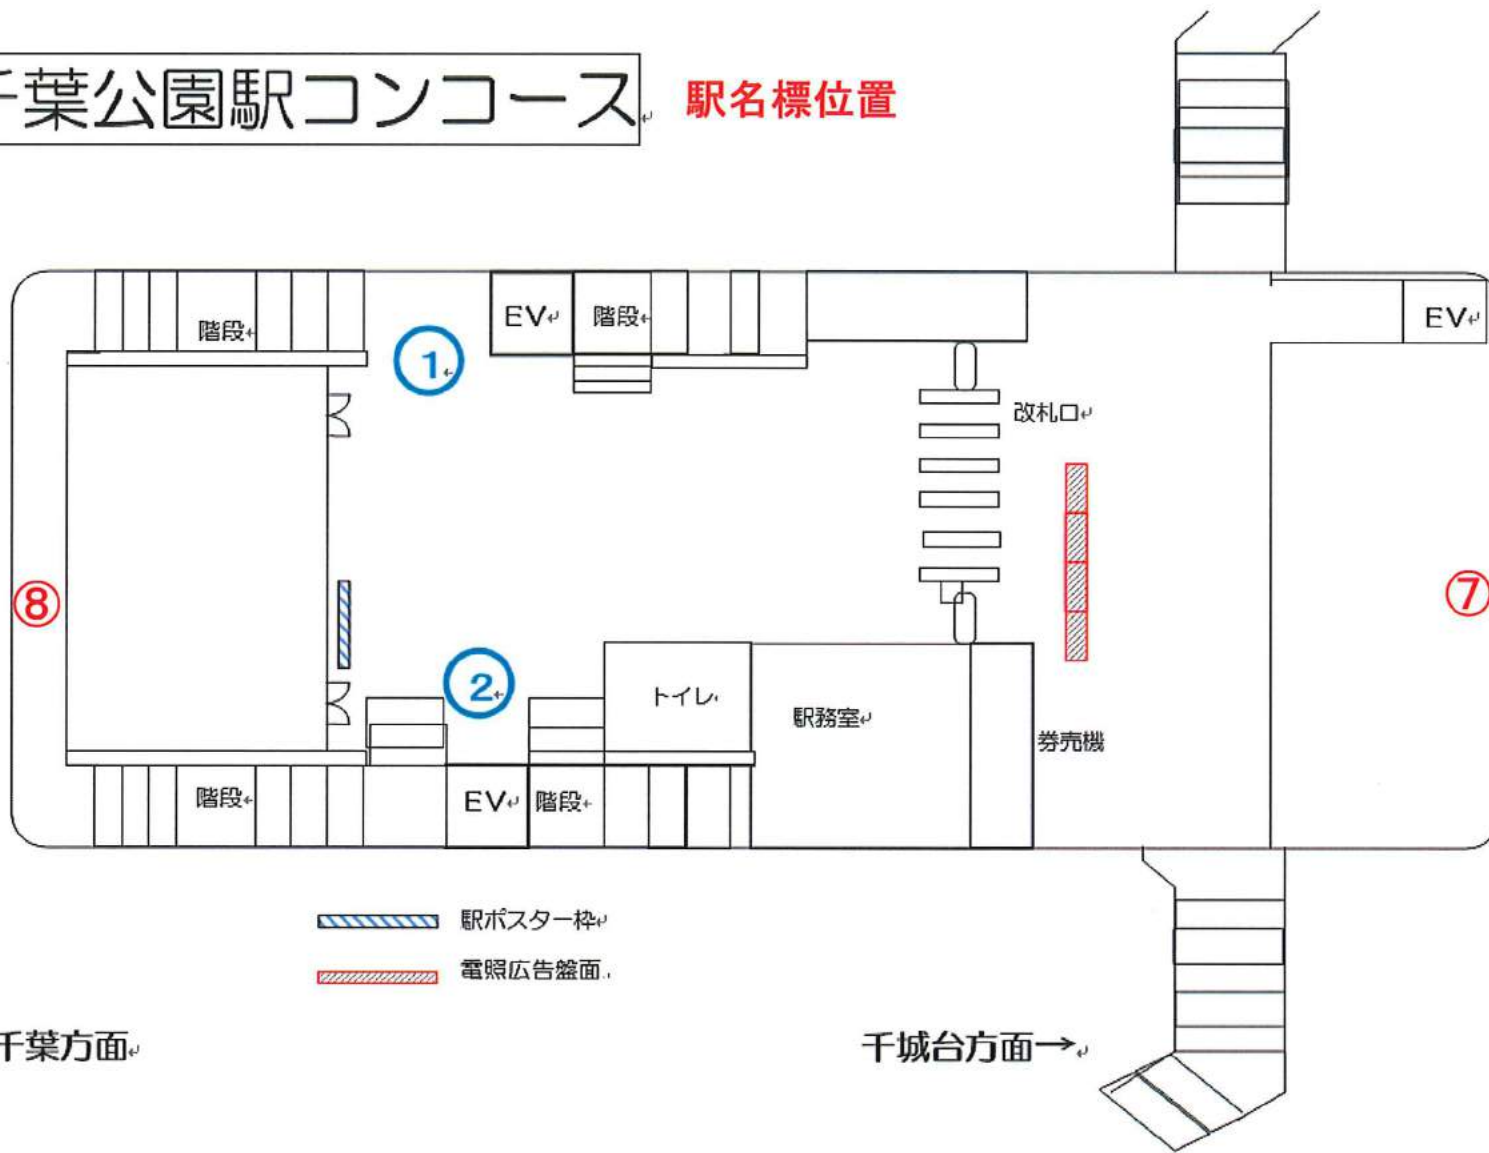 千葉公園駅コンコース
駅名標位置
階段
①
EV
階段
EV
改札口
⑧
⑦
②
トイレ
駅務室
券売機
階段
EV
階段
駅ポスター枠
電照広告盤面
千葉方面
千城台方面→